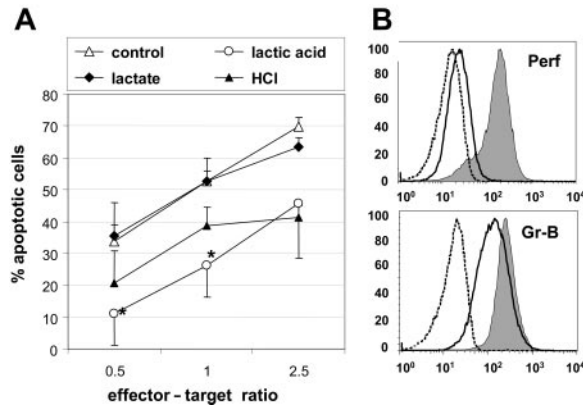 A
control
lactic acid
lactate
HCl
80
70
60
50
40
30
20
10
0
% apoptotic cells
*
*
0.5
1
2.5
effector – target ratio
B
100
80
60
40
20
0
Perf
10⁰ 10¹ 10² 10³ 10⁴
100
80
60
40
20
0
Gr-B
10⁰ 10¹ 10² 10³ 10⁴